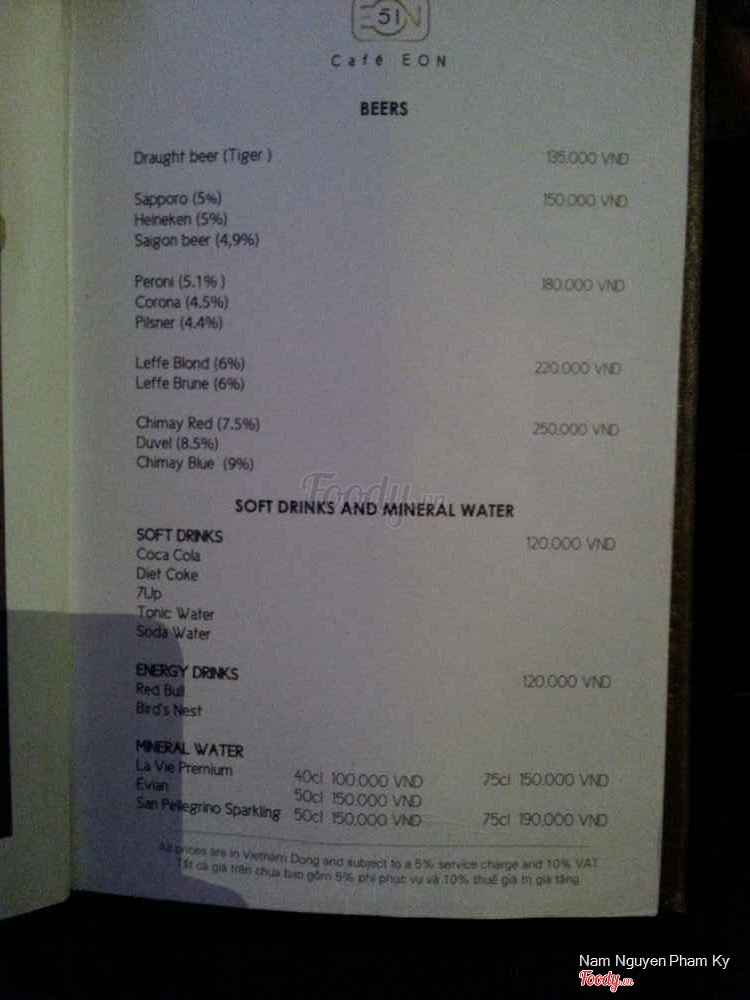 E51N
Café EON
BEERS
Draught beer (Tiger ) 135.000 VND
Sapporo (5%) 150.000 VND
Heineken (5%)
Saigon beer (4,9%)
Peroni (5.1% ) 180.000 VND
Corona (4.5%)
Pilsner (4.4%)
Leffe Blond (6%) 220.000 VND
Leffe Brune (6%)
Chimay Red (7.5%) 250.000 VND
Duvel (8.5%)
Chimay Blue (9%)
Foody.vn
SOFT DRINKS AND MINERAL WATER
SOFT DRINKS 120.000 VND
Coca Cola
Diet Coke
7Up
Tonic Water
Soda Water
ENERGY DRINKS 120.000 VND
Red Bull
Bird's Nest
MINERAL WATER
La Vie Premium 40cl 100.000 VND 75cl 150.000 VND
Evian 50cl 150.000 VND
San Pellegrino Sparkling 50cl 150.000 VND 75cl 190.000 VND
All prices are in Vietnam Dong and subject to a 5% service charge and 10% VAT
Tất cả giá trên chưa bao gồm 5% phí phục vụ và 10% thuế giá trị gia tăng
Nam Nguyen Pham Ky
Foody.vn